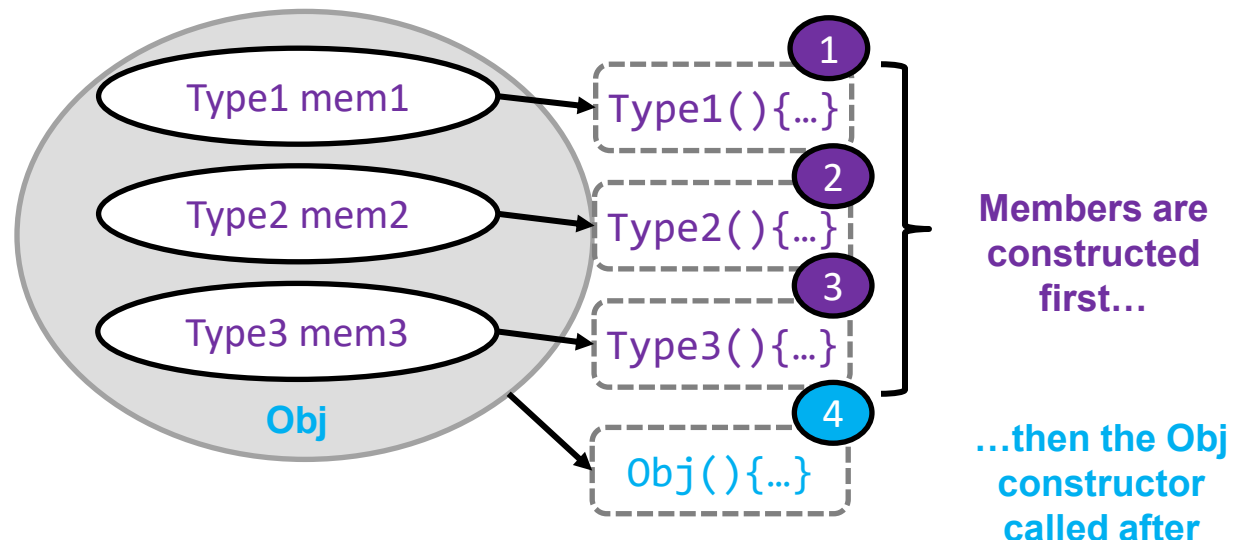 1
Type1 mem1
Type1(){…}
2
Type2 mem2
Type2(){…}
Members are
constructed
first…
3
Type3 mem3
Type3(){…}
4
Obj
Obj(){…}
…then the Obj
constructor
called after